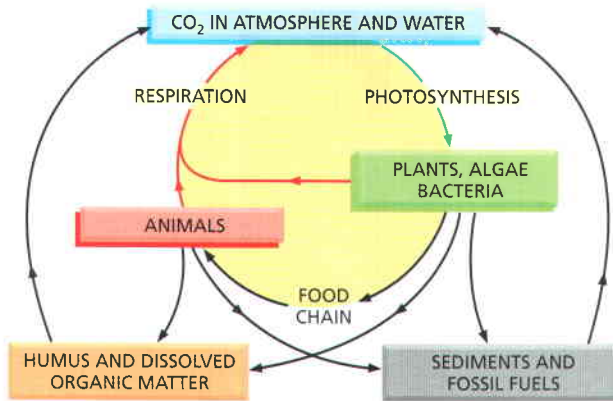 CO₂ IN ATMOSPHERE AND WATER
RESPIRATION
PHOTOSYNTHESIS
PLANTS, ALGAE
BACTERIA
ANIMALS
FOOD
CHAIN
HUMUS AND DISSOLVED
ORGANIC MATTER
SEDIMENTS AND
FOSSIL FUELS